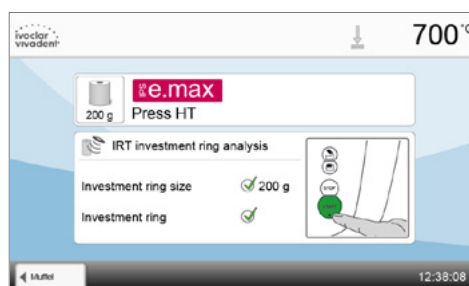 ivoclar
vivadent:
700°C
200 g
IPS e.max
Press HT
IRT investment ring analysis
Investment ring size 200 g
Investment ring
STOP
START
Muffel
12:38:08